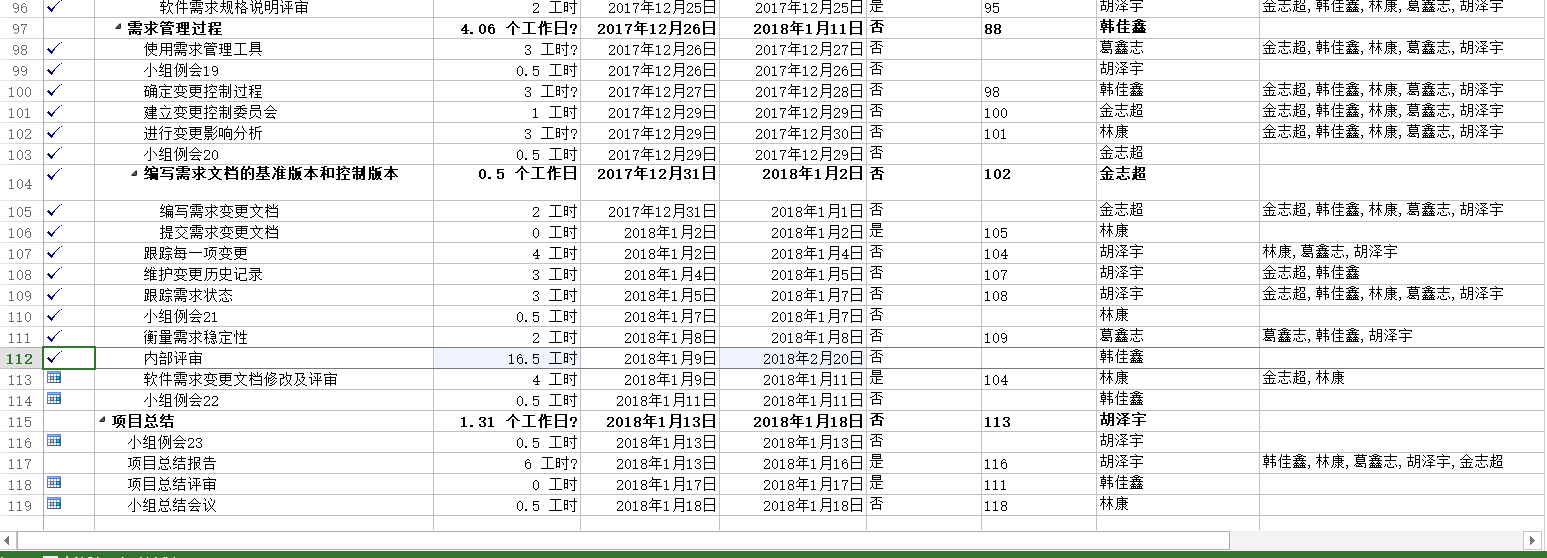 96 软件需求规格说明评审 2 工时 2017年12月25日 2017年12月25日 是 95 胡泽宇 金志超, 韩佳鑫, 林康, 葛鑫志, 胡泽宇
97 需求管理过程 4.06 个工作日? 2017年12月26日 2018年1月11日 否 88 韩佳鑫
98 使用需求管理工具 3 工时? 2017年12月26日 2017年12月27日 否 葛鑫志 金志超, 韩佳鑫, 林康, 葛鑫志, 胡泽宇
99 小组例会19 0.5 工时 2017年12月26日 2017年12月26日 否 胡泽宇
100 确定变更控制过程 3 工时? 2017年12月27日 2017年12月28日 否 98 韩佳鑫 金志超, 韩佳鑫, 林康, 葛鑫志, 胡泽宇
101 建立变更控制委员会 1 工时 2017年12月29日 2017年12月29日 否 100 金志超 金志超, 韩佳鑫, 林康, 葛鑫志, 胡泽宇
102 进行变更影响分析 3 工时? 2017年12月29日 2017年12月30日 否 101 林康 金志超, 韩佳鑫, 林康, 葛鑫志, 胡泽宇
103 小组例会20 0.5 工时 2017年12月29日 2017年12月29日 否 金志超
104 编写需求文档的基准版本和控制版本 0.5 个工作日 2017年12月31日 2018年1月2日 否 102 金志超
105 编写需求变更文档 2 工时 2017年12月31日 2018年1月1日 否 金志超 金志超, 韩佳鑫, 林康, 葛鑫志, 胡泽宇
106 提交需求变更文档 0 工时 2018年1月2日 2018年1月2日 是 105 林康
107 跟踪每一项变更 4 工时 2018年1月2日 2018年1月4日 否 104 胡泽宇 林康, 葛鑫志, 胡泽宇
108 维护变更历史记录 3 工时 2018年1月4日 2018年1月5日 否 107 胡泽宇 金志超, 韩佳鑫
109 跟踪需求状态 3 工时 2018年1月5日 2018年1月7日 否 108 胡泽宇 金志超, 韩佳鑫, 林康, 葛鑫志, 胡泽宇
110 小组例会21 0.5 工时 2018年1月7日 2018年1月7日 否 林康
111 衡量需求稳定性 2 工时 2018年1月8日 2018年1月8日 否 109 葛鑫志 葛鑫志, 韩佳鑫, 胡泽宇
112 内部评审 16.5 工时 2018年1月9日 2018年2月20日 否 韩佳鑫
113 软件需求变更文档修改及评审 4 工时 2018年1月9日 2018年1月11日 是 104 林康 金志超, 林康
114 小组例会22 0.5 工时 2018年1月11日 2018年1月11日 否 韩佳鑫
115 项目总结 1.31 个工作日? 2018年1月13日 2018年1月18日 否 113 胡泽宇
116 小组例会23 0.5 工时 2018年1月13日 2018年1月13日 否 胡泽宇
117 项目总结报告 6 工时? 2018年1月13日 2018年1月16日 是 116 胡泽宇 韩佳鑫, 林康, 葛鑫志, 胡泽宇, 金志超
118 项目总结评审 0 工时 2018年1月17日 2018年1月17日 是 111 韩佳鑫
119 小组总结会议 0.5 工时 2018年1月18日 2018年1月18日 否 118 林康